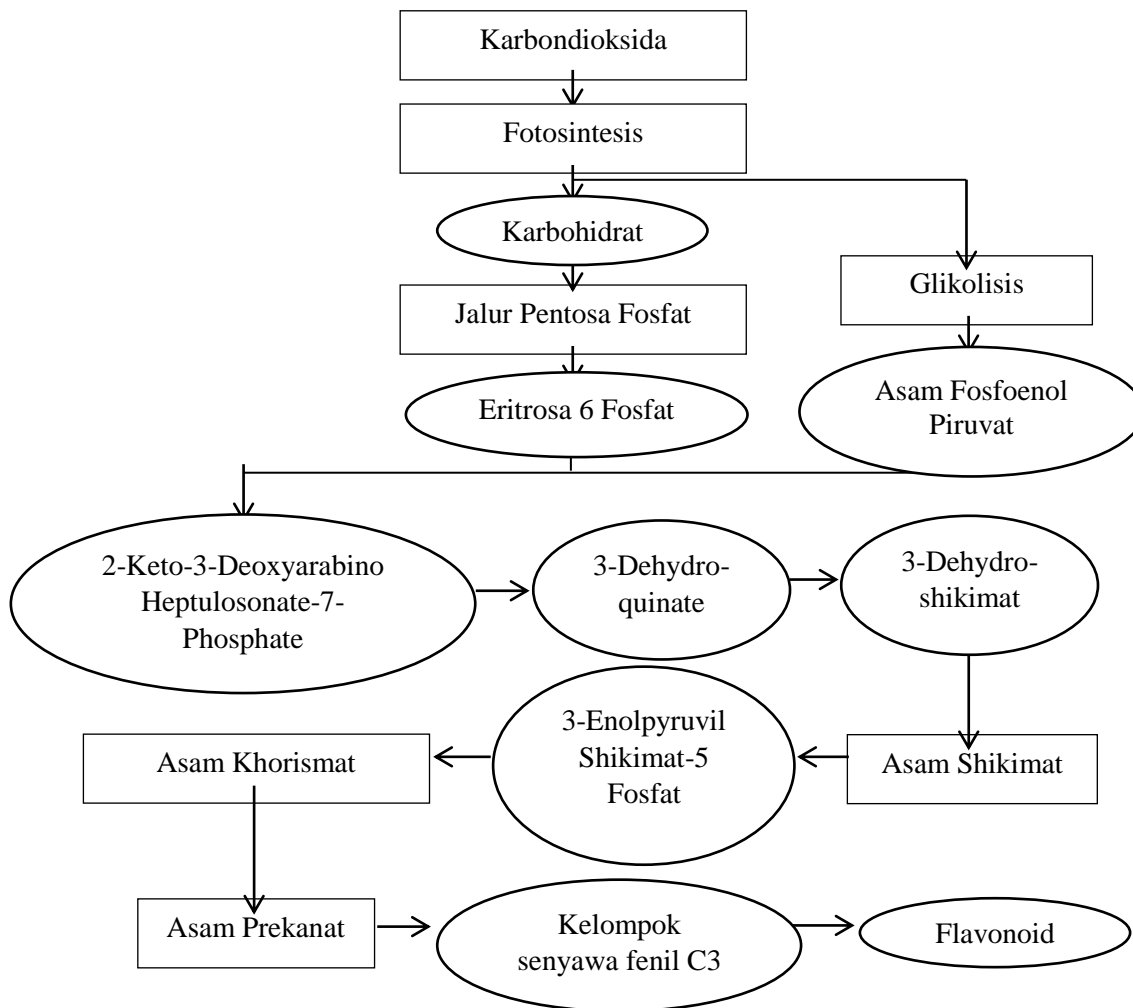 Karbondioksida
Fotosintesis
Karbohidrat
Glikolisis
Jalur Pentosa Fosfat
Asam Fosfoenol
Piruvat
Eritrosa 6 Fosfat
2-Keto-3-Deoxyarabino
Heptulosonate-7-
Phosphate
3-Dehydro-
quinate
3-Dehydro-
shikimat
Asam Shikimat
3-Enolpyruvil
Shikimat-5
Fosfat
Asam Khorismat
Asam Prekanat
Kelompok
senyawa fenil C3
Flavonoid